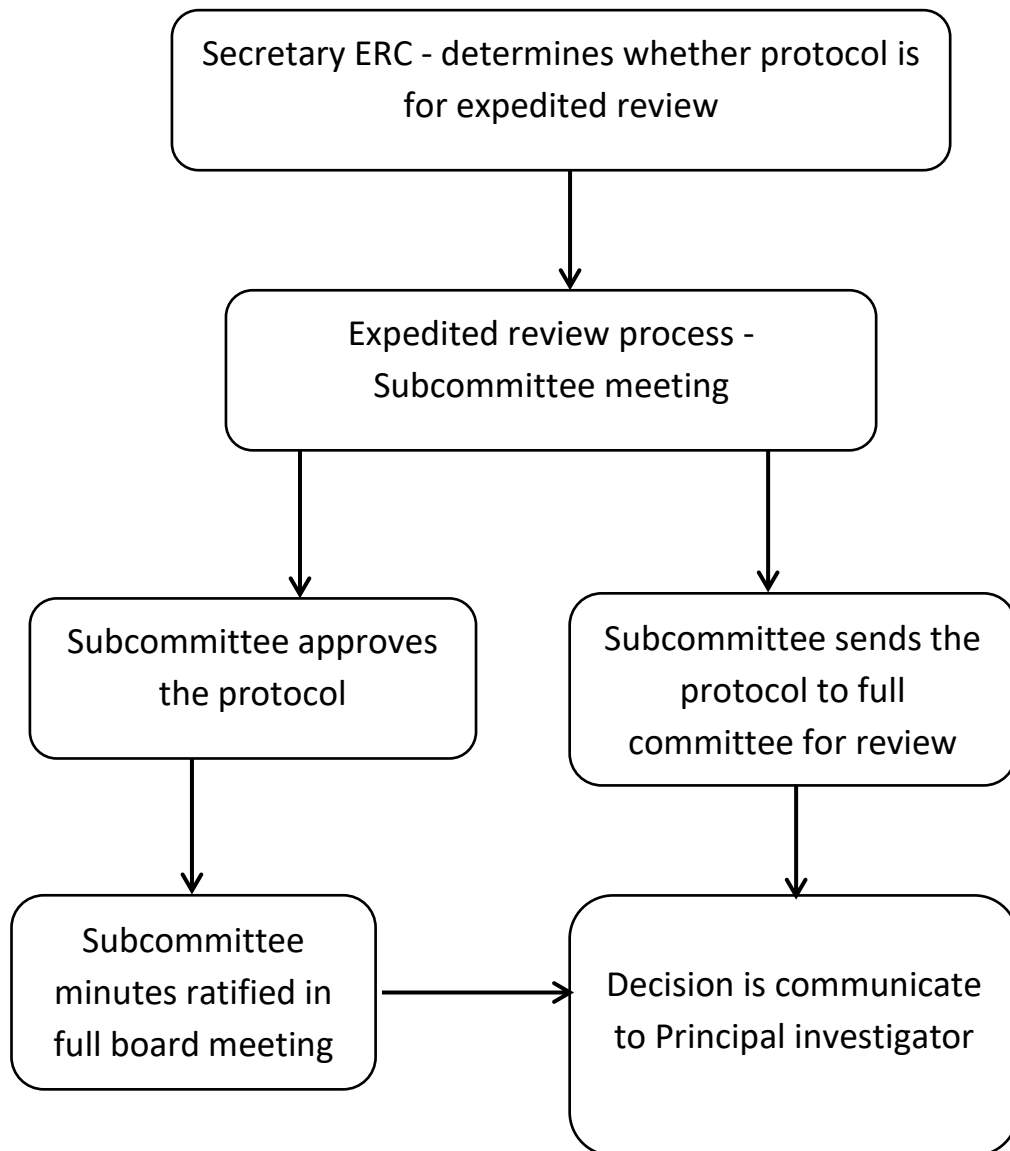 Secretary ERC - determines whether protocol is
for expedited review
Expedited review process -
Subcommittee meeting
Subcommittee approves
the protocol
Subcommittee sends the
protocol to full
committee for review
Subcommittee
minutes ratified in
full board meeting
Decision is communicate
to Principal investigator